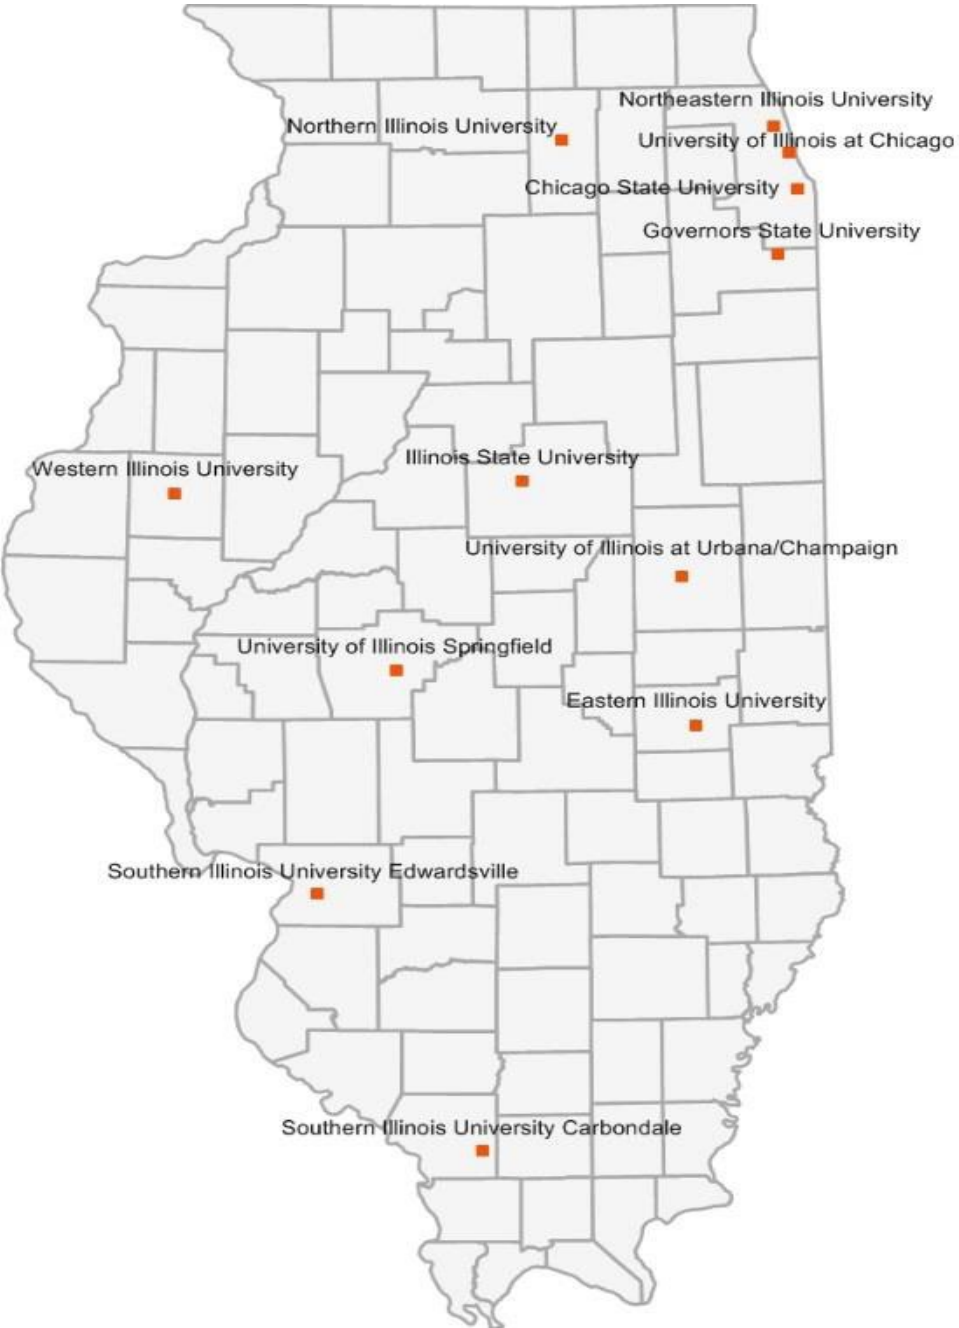 Northeastern Illinois University
Northern Illinois University
University of Illinois at Chicago
Chicago State University
Governors State University
Illinois State University
Western Illinois University
University of Illinois at Urbana/Champaign
University of Illinois Springfield
Eastern Illinois University
Southern Illinois University Edwardsville
Southern Illinois University Carbondale